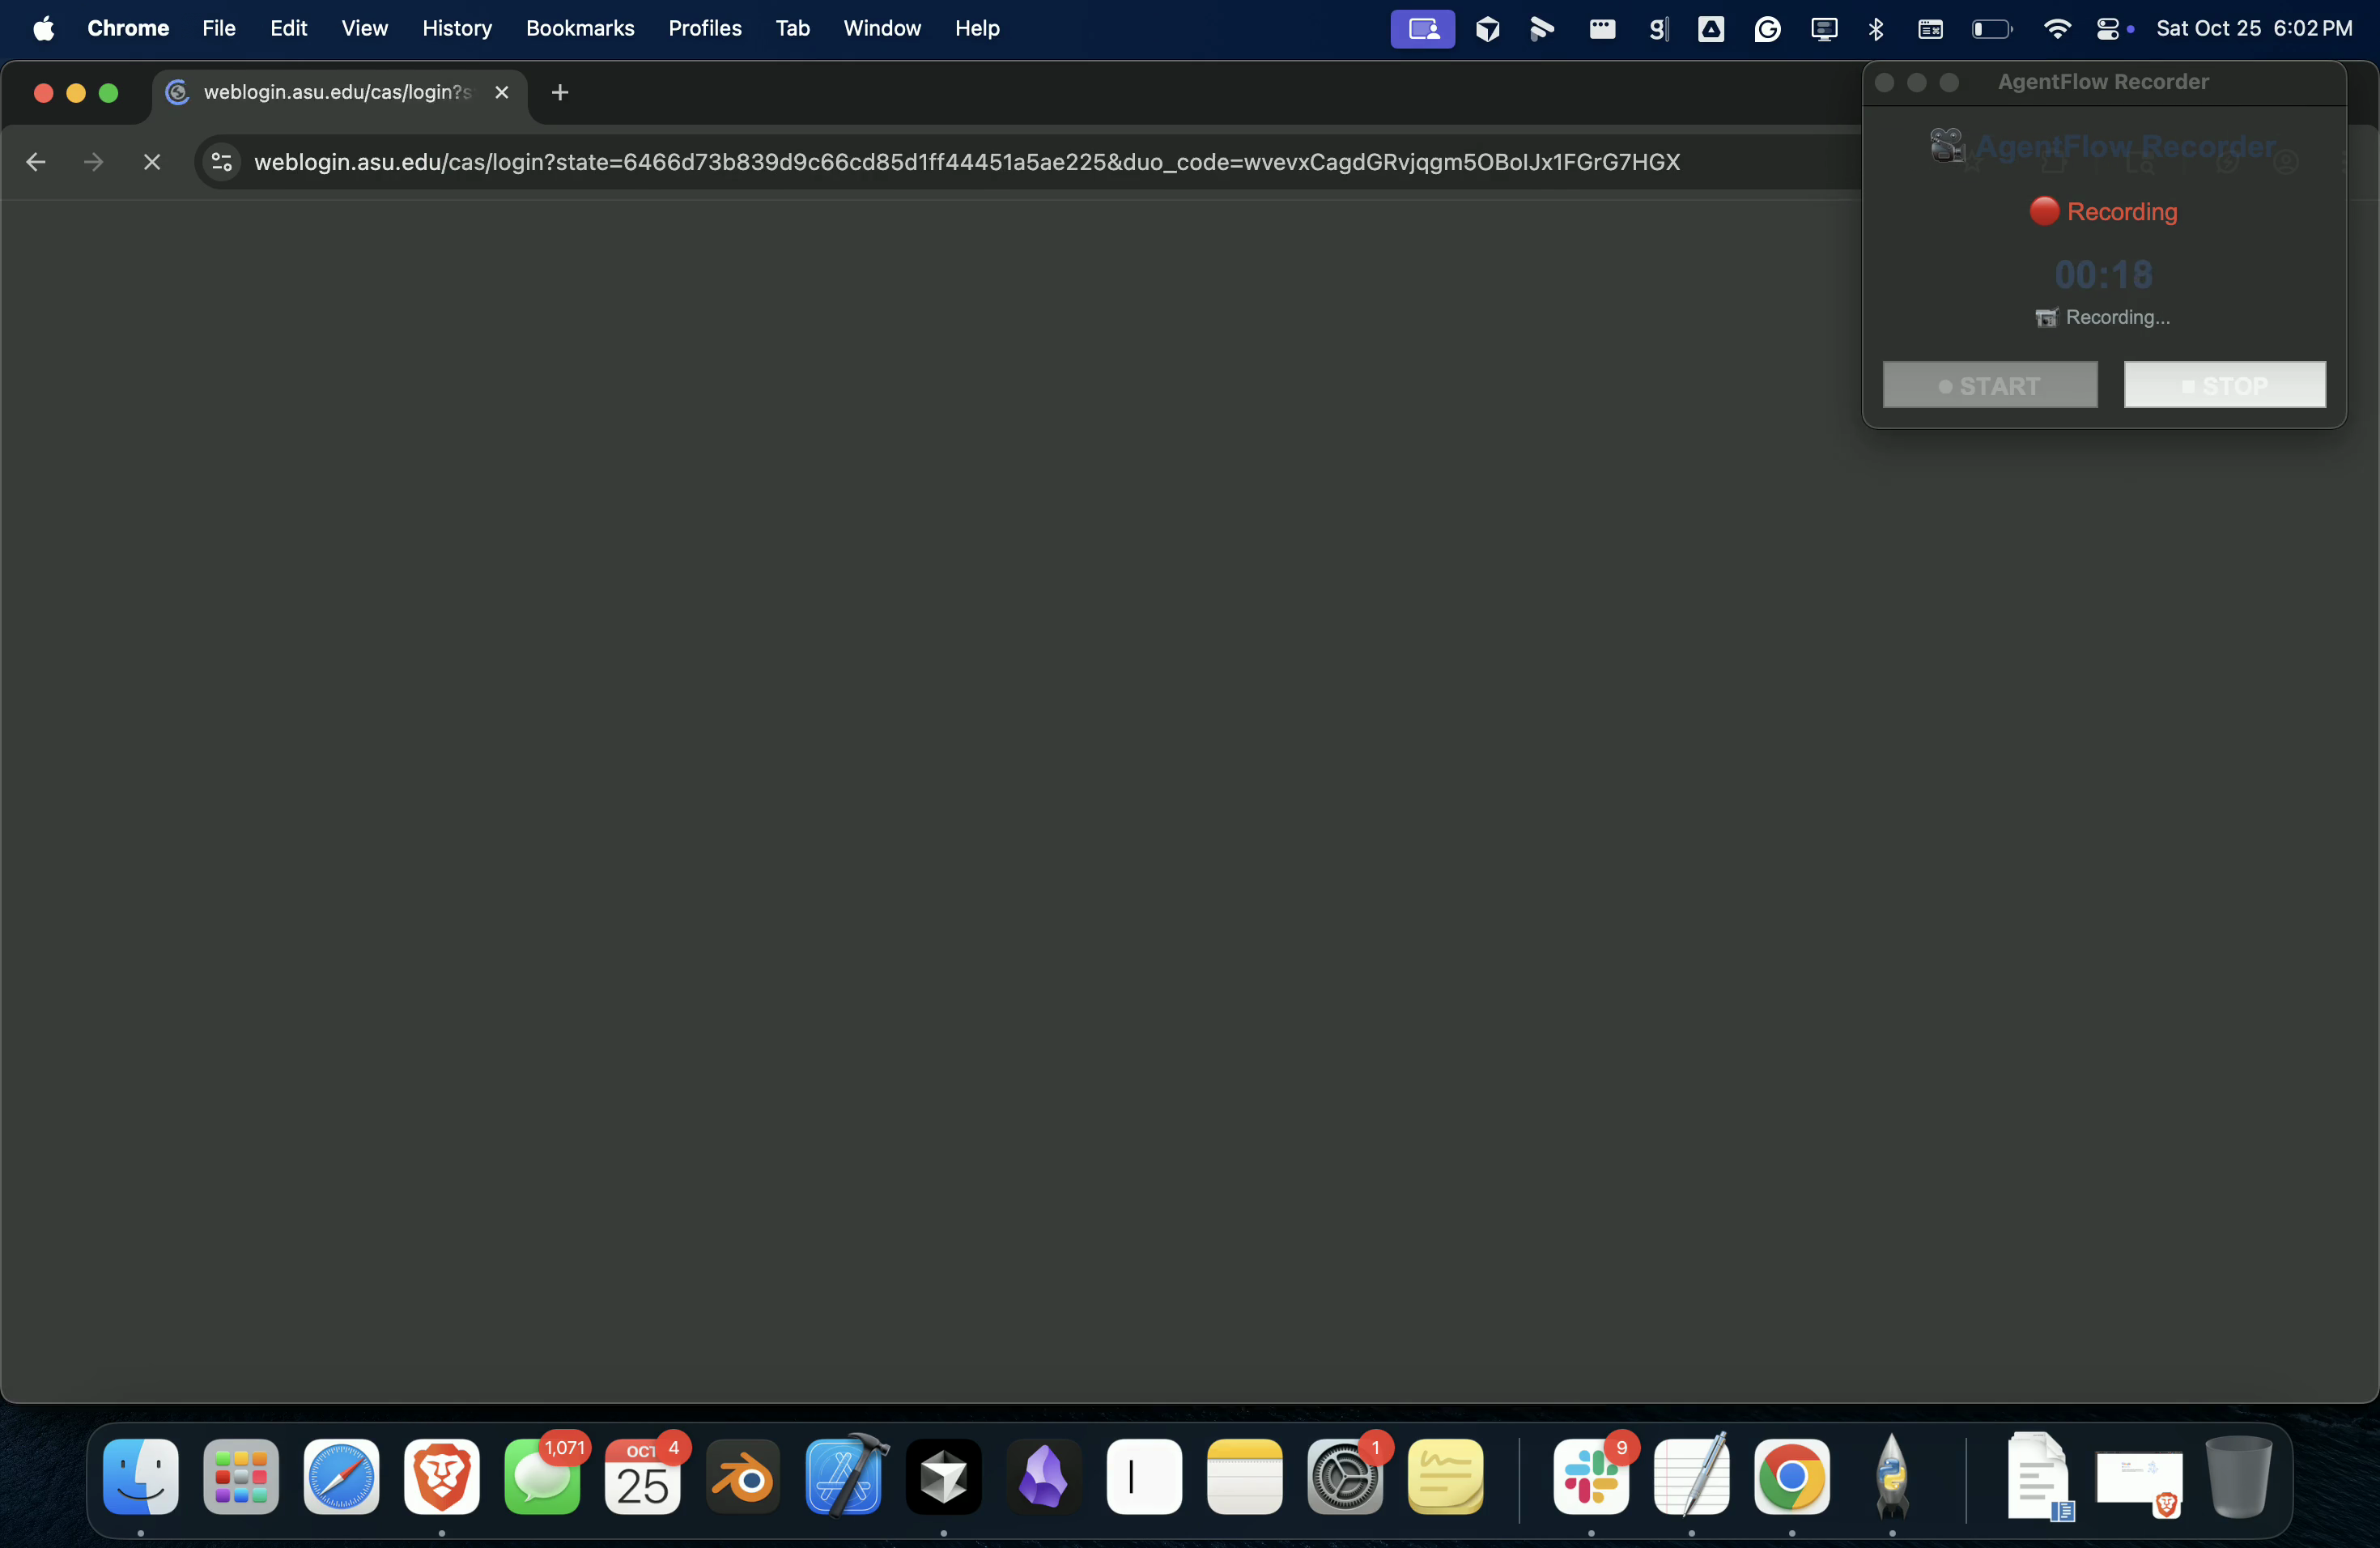 Chrome File Edit View History Bookmarks Profiles Tab Window Help Sat Oct 25 6:02 PM
weblogin.asu.edu/cas/login?s
AgentFlow Recorder
weblogin.asu.edu/cas/login?state=6466d73b839d9c66cd85d1ff44451a5ae225&duo_code=wvevxCagdGRvjqgm5OBolJx1FGrG7HGX
AgentFlow Recorder
Recording
00:18
Recording...
START STOP
1,071
OCT 4
25
1
9